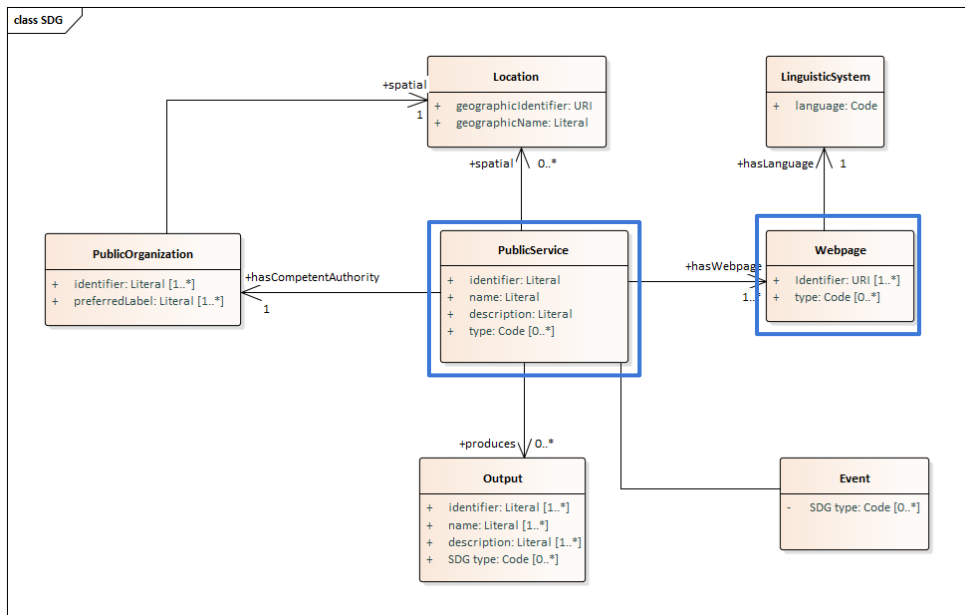 class SDG
Location
+ geographicIdentifier: URI
+ geographicName: Literal
LinguisticSystem
+ language: Code
+spatial
1
+spatial
0..*
+hasLanguage
1
PublicOrganization
+ identifier: Literal [1..*]
+ preferredLabel: Literal [1..*]
+hasCompetentAuthority
1
PublicService
+ identifier: Literal
+ name: Literal
+ description: Literal
+ type: Code [0..*]
+hasWebpage
1..*
Webpage
+ Identifier: URI [1..*]
+ type: Code [0..*]
+produces
0..*
Output
+ identifier: Literal [1..*]
+ name: Literal [1..*]
+ description: Literal [1..*]
+ SDG type: Code [0..*]
Event
- SDG type: Code [0..*]